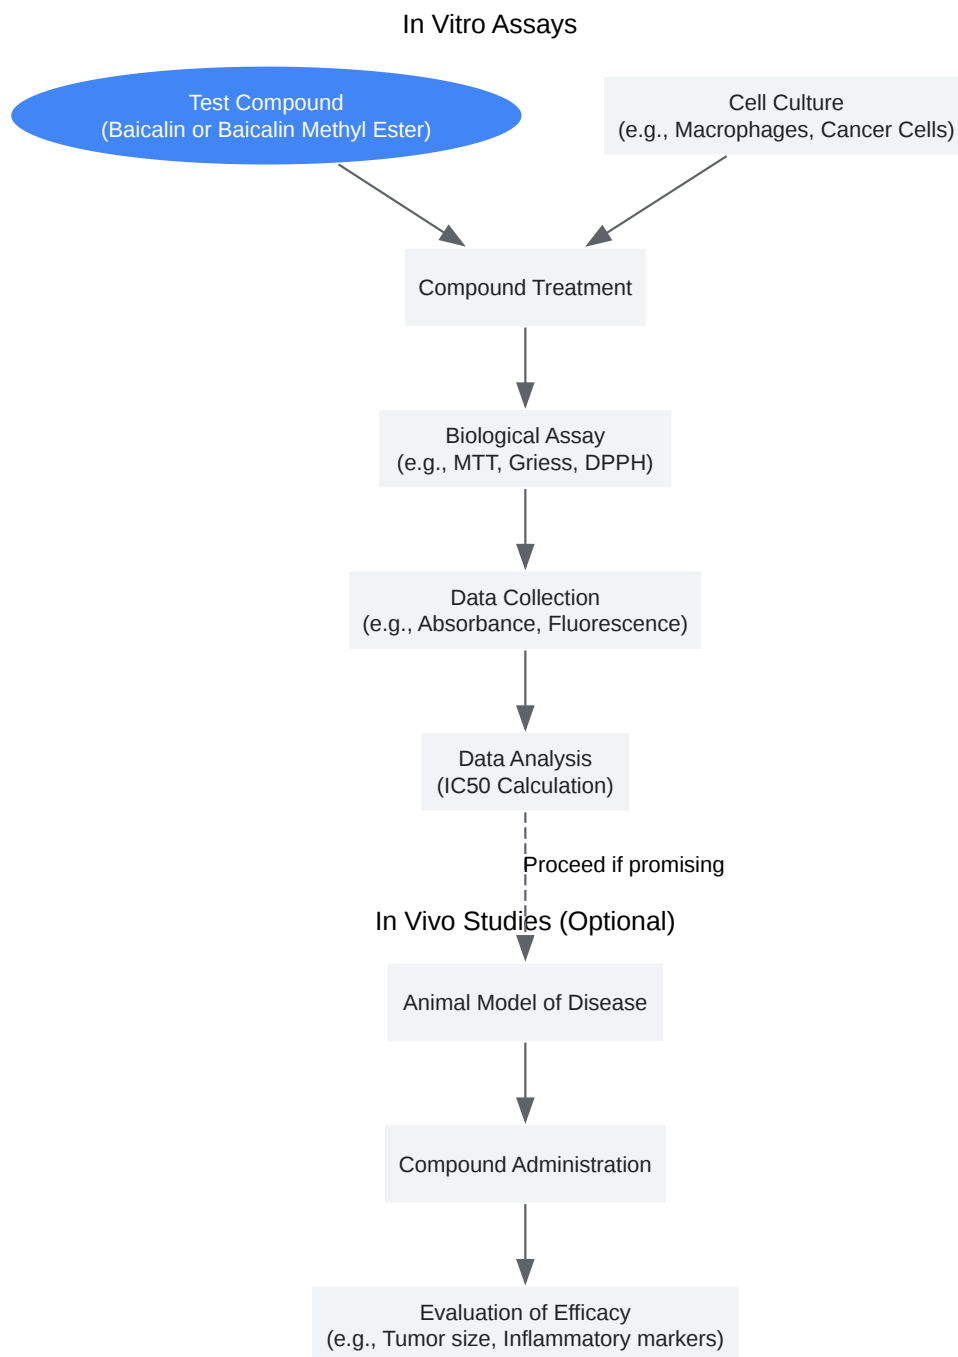 In Vitro Assays
Test Compound
(Baicalin or Baicalin Methyl Ester)
Cell Culture
(e.g., Macrophages, Cancer Cells)
Compound Treatment
Biological Assay
(e.g., MTT, Griess, DPPH)
Data Collection
(e.g., Absorbance, Fluorescence)
Data Analysis
(IC50 Calculation)
Proceed if promising
In Vivo Studies (Optional)
Animal Model of Disease
Compound Administration
Evaluation of Efficacy
(e.g., Tumor size, Inflammatory markers)